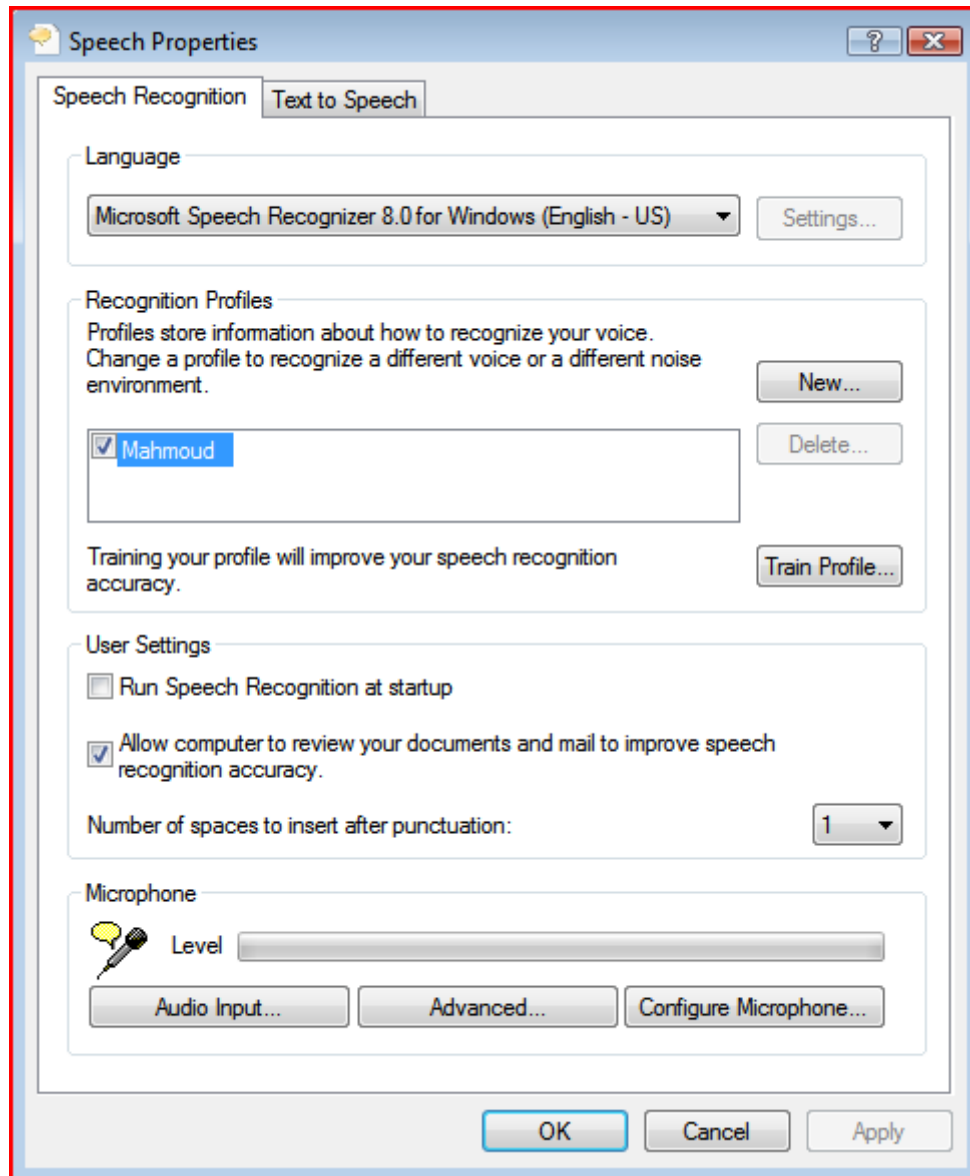 Speech Properties
Speech Recognition
Text to Speech
Language
Microsoft Speech Recognizer 8.0 for Windows (English - US)
Settings...
Recognition Profiles
Profiles store information about how to recognize your voice.
Change a profile to recognize a different voice or a different noise
environment.
New...
Mahmoud
Delete...
Training your profile will improve your speech recognition
accuracy.
Train Profile...
User Settings
Run Speech Recognition at startup
Allow computer to review your documents and mail to improve speech
recognition accuracy.
Number of spaces to insert after punctuation:
1
Microphone
Level
Audio Input...
Advanced...
Configure Microphone...
OK
Cancel
Apply